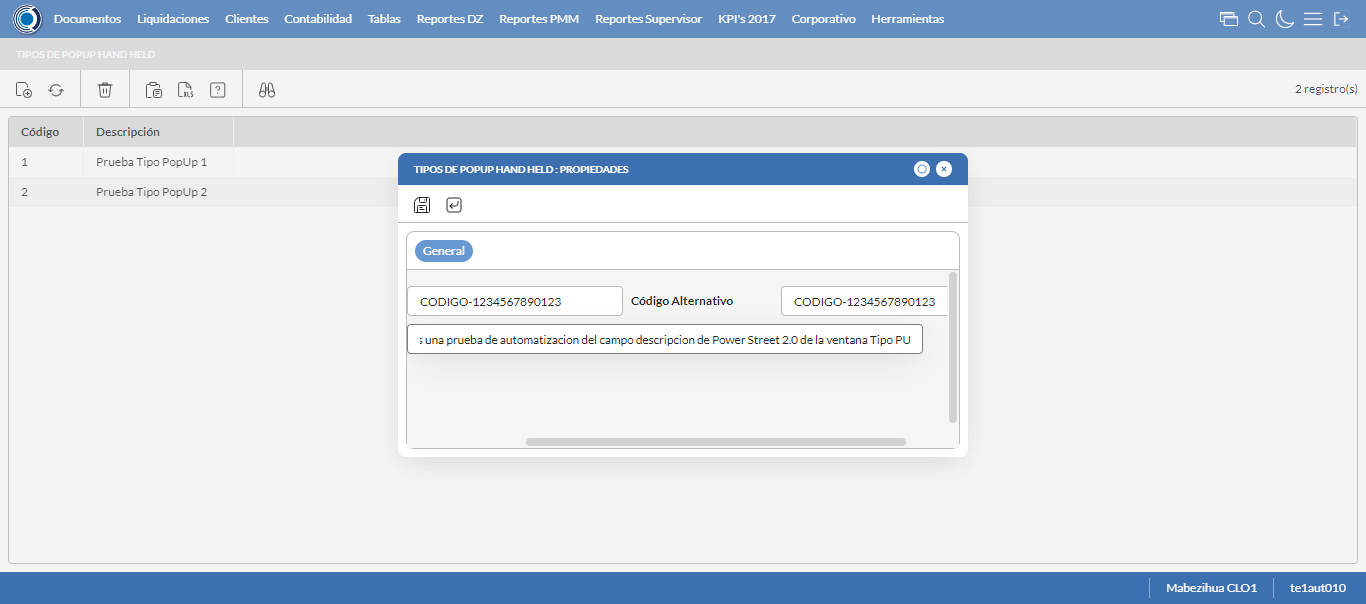 Documentos Liquidaciones Clientes Contabilidad Tablas Reportes DZ Reportes PMM Reportes Supervisor KPI's 2017 Corporativo Herramientas
TIPOS DE POPUP HAND HELD
XLS ? 2 registro(s)
Código Descripción
1 Prueba Tipo PopUp 1
2 Prueba Tipo PopUp 2
TIPOS DE POPUP HAND HELD : PROPIEDADES
General
CODIGO-1234567890123 Código Alternativo CODIGO-1234567890123
una prueba de automatizacion del campo descripcion de Power Street 2.0 de la ventana Tipo PU
Mabezihua CLO1 te1aut010